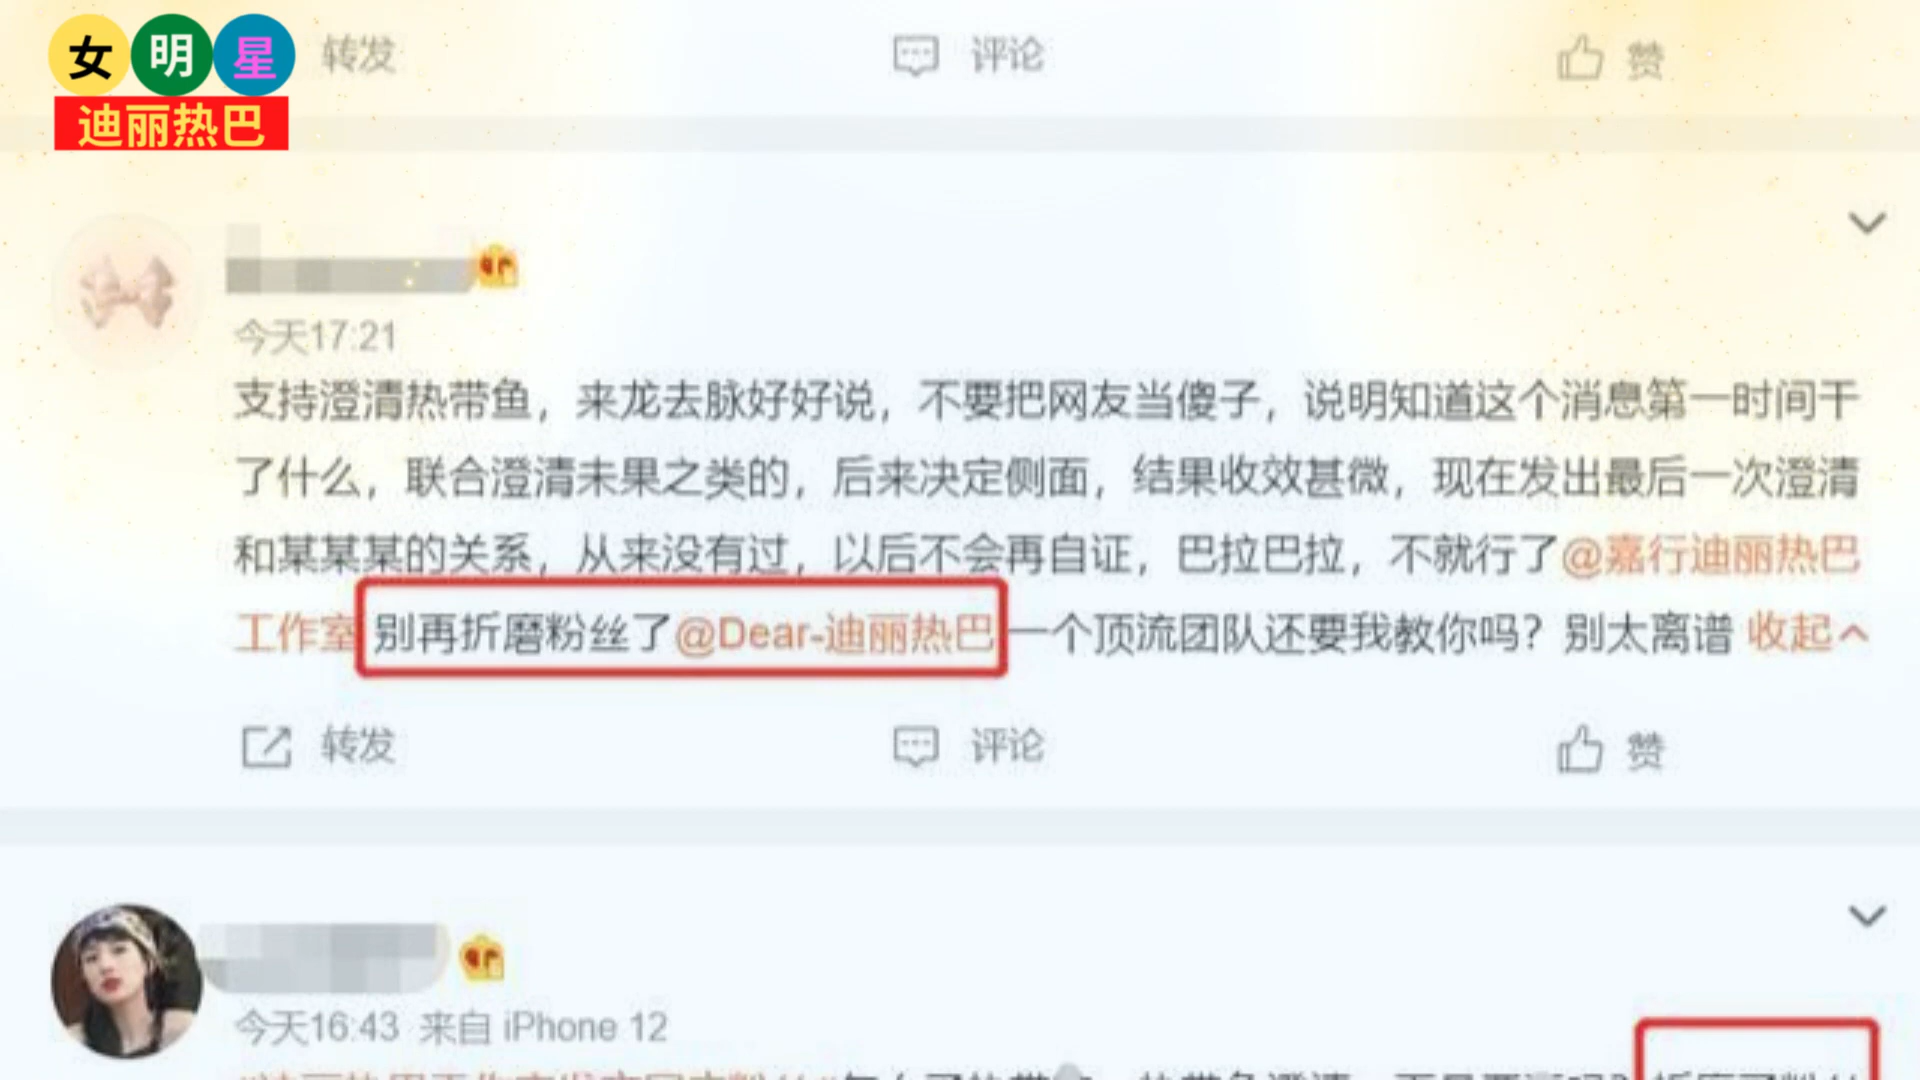 女明星
迪丽热巴
转发
评论
赞
今天17:21
支持澄清热带鱼，来龙去脉好好说，不要把网友当傻子，说明知道这个消息第一时间干
了什么，联合澄清未果之类的，后来决定侧面，结果收效甚微，现在发出最后一次澄清
和某某某的关系，从来没有过，以后不会再自证，巴拉巴拉，不就行了@嘉行迪丽热巴
工作室 别再折磨粉丝了@Dear-迪丽热巴 一个顶流团队还要我教你吗？别太离谱 收起
转发
评论
赞
今天16:43 来自 iPhone 12